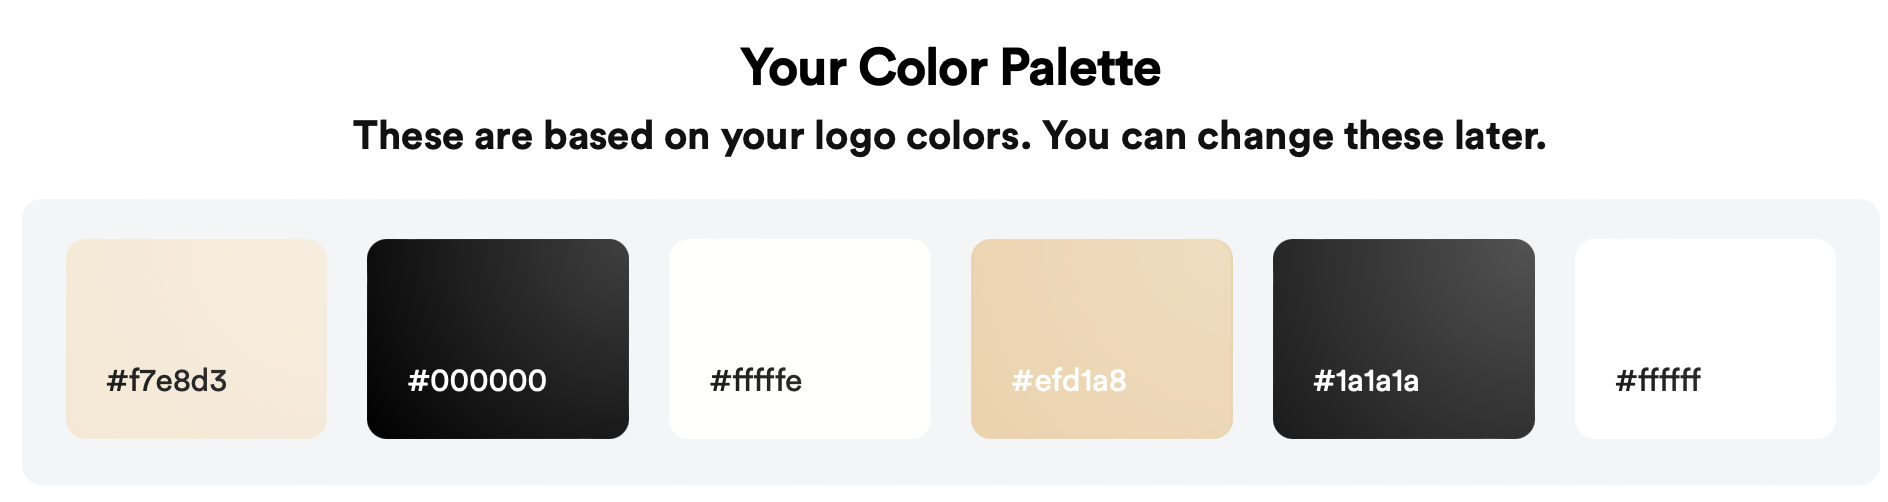 Your Color Palette
These are based on your logo colors. You can change these later.
#f7e8d3
#000000
#fffffe
#efd1a8
#1a1a1a
#ffffff